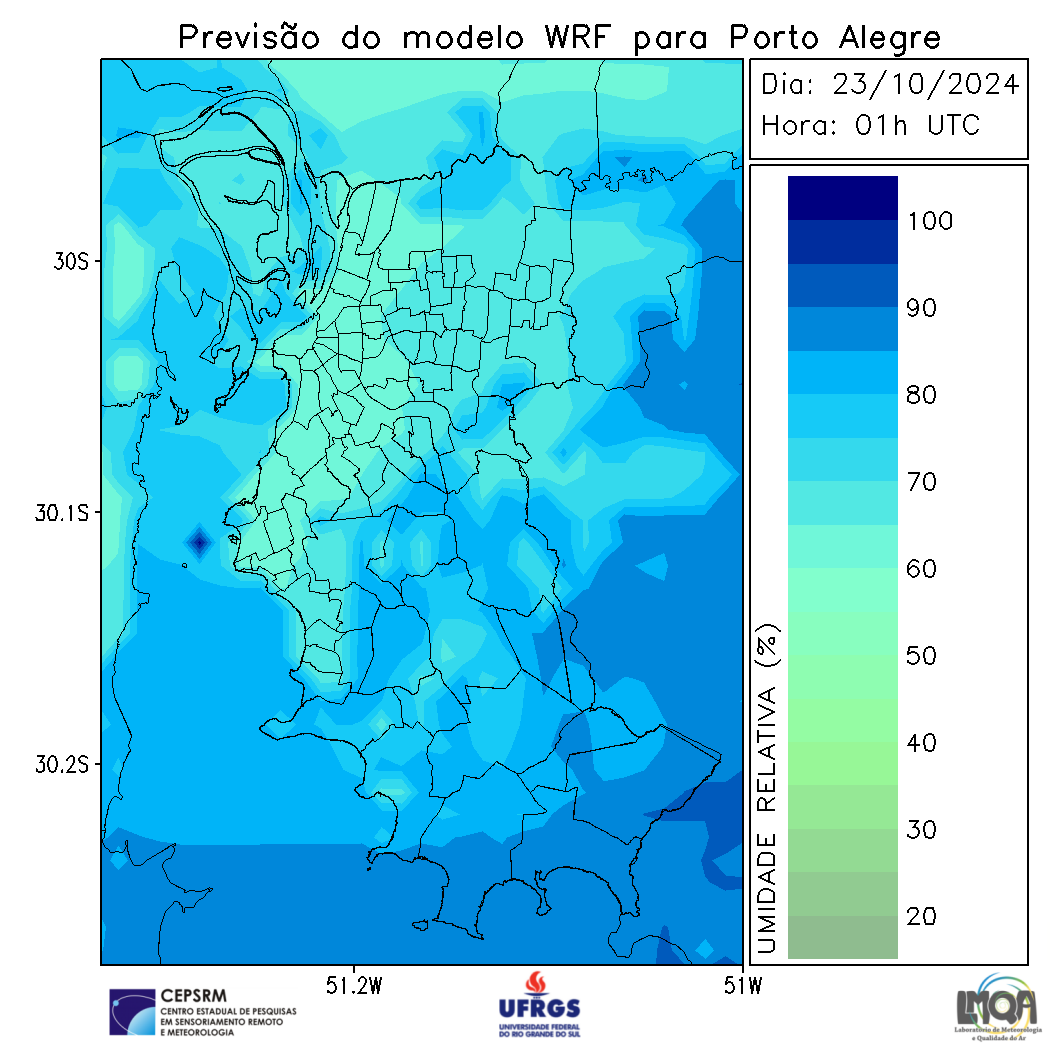 Previsão do modelo WRF para Porto Alegre
Dia: 23/10/2024
Hora: 01h UTC
100
90
80
70
60
50
40
30
20
UMIDADE RELATIVA (%)
30S
30.1S
30.2S
51.2W
51W
CEPSRM
CENTRO ESTADUAL DE PESQUISAS
EM SENSORIAMENTO REMOTO
E METEOROLOGIA
UFRGS
UNIVERSIDADE FEDERAL
DO RIO GRANDE DO SUL
LMQA
Laboratório de Meteorologia
e Qualidade do Ar